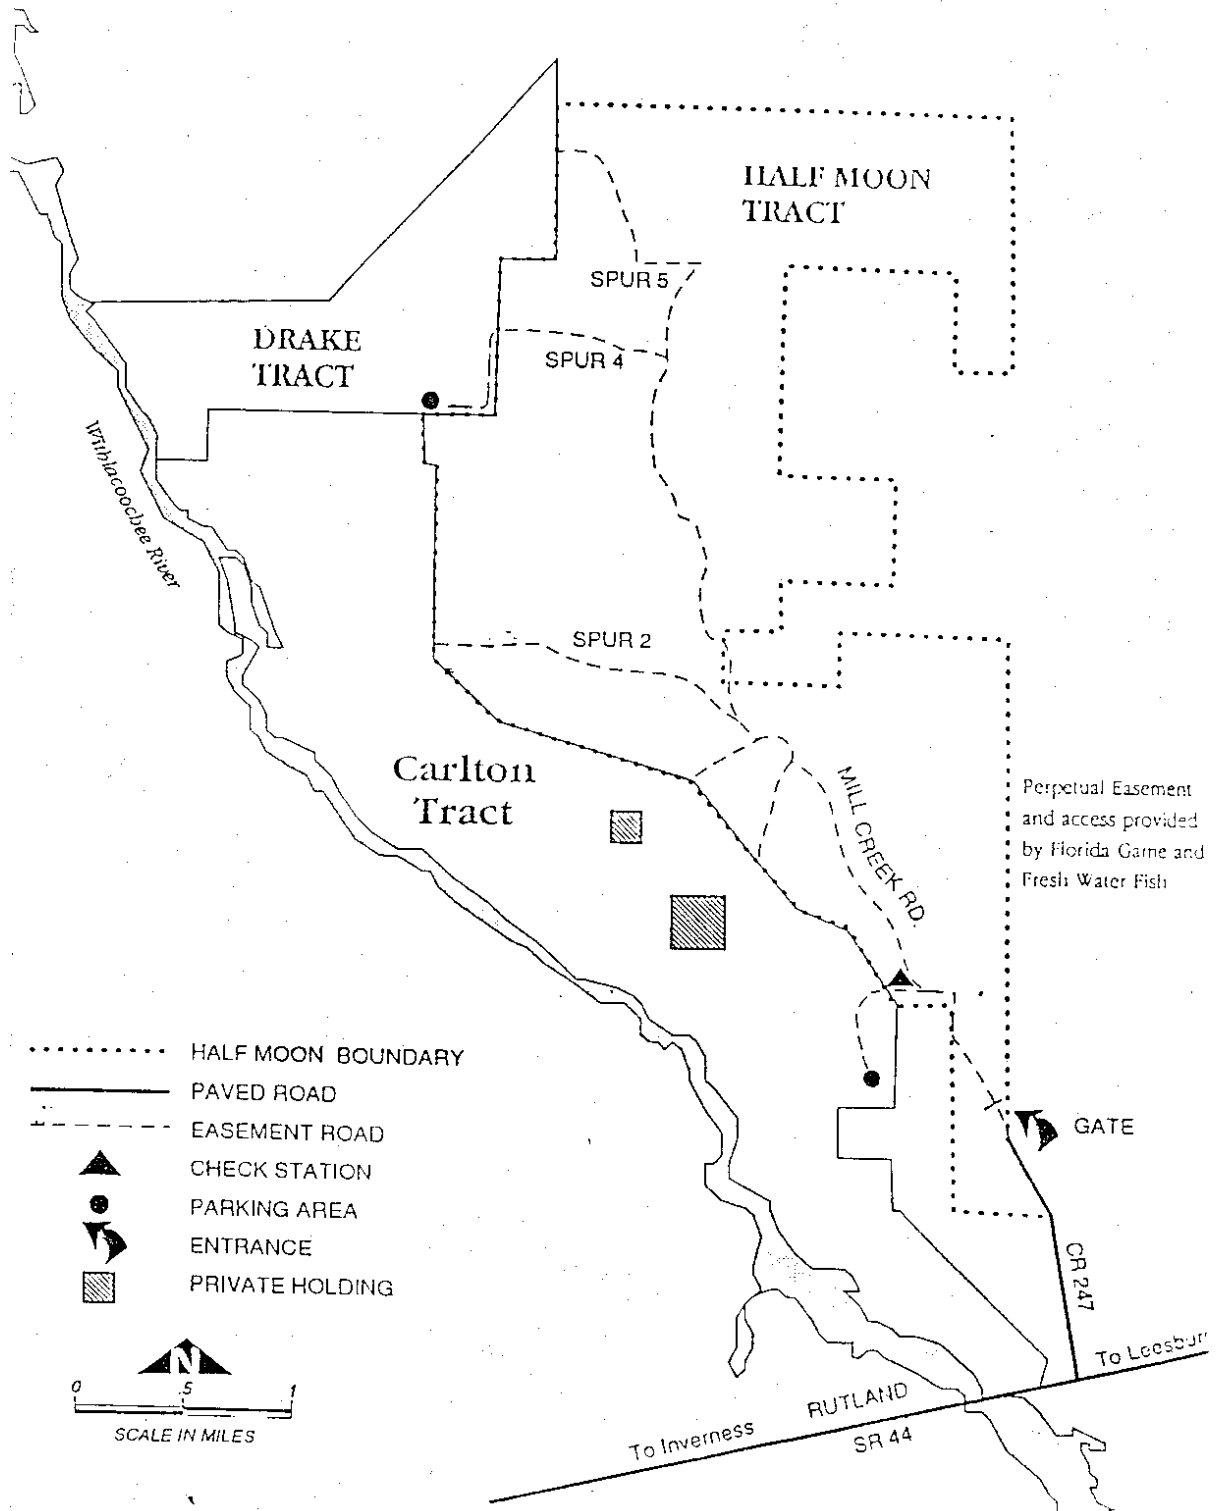 HALF MOON
TRACT
SPUR 5
DRAKE
TRACT
SPUR 4
Withlacoochee River
SPUR 2
Carlton
Tract
MILL CREEK RD.
Perpetual Easement
and access provided
by Florida Game and
Fresh Water Fish
HALF MOON BOUNDARY
PAVED ROAD
EASEMENT ROAD
CHECK STATION
PARKING AREA
ENTRANCE
PRIVATE HOLDING
GATE
CR 247
N
0 .5 1
SCALE IN MILES
To Leesbur
RUTLAND
To Inverness
SR 44